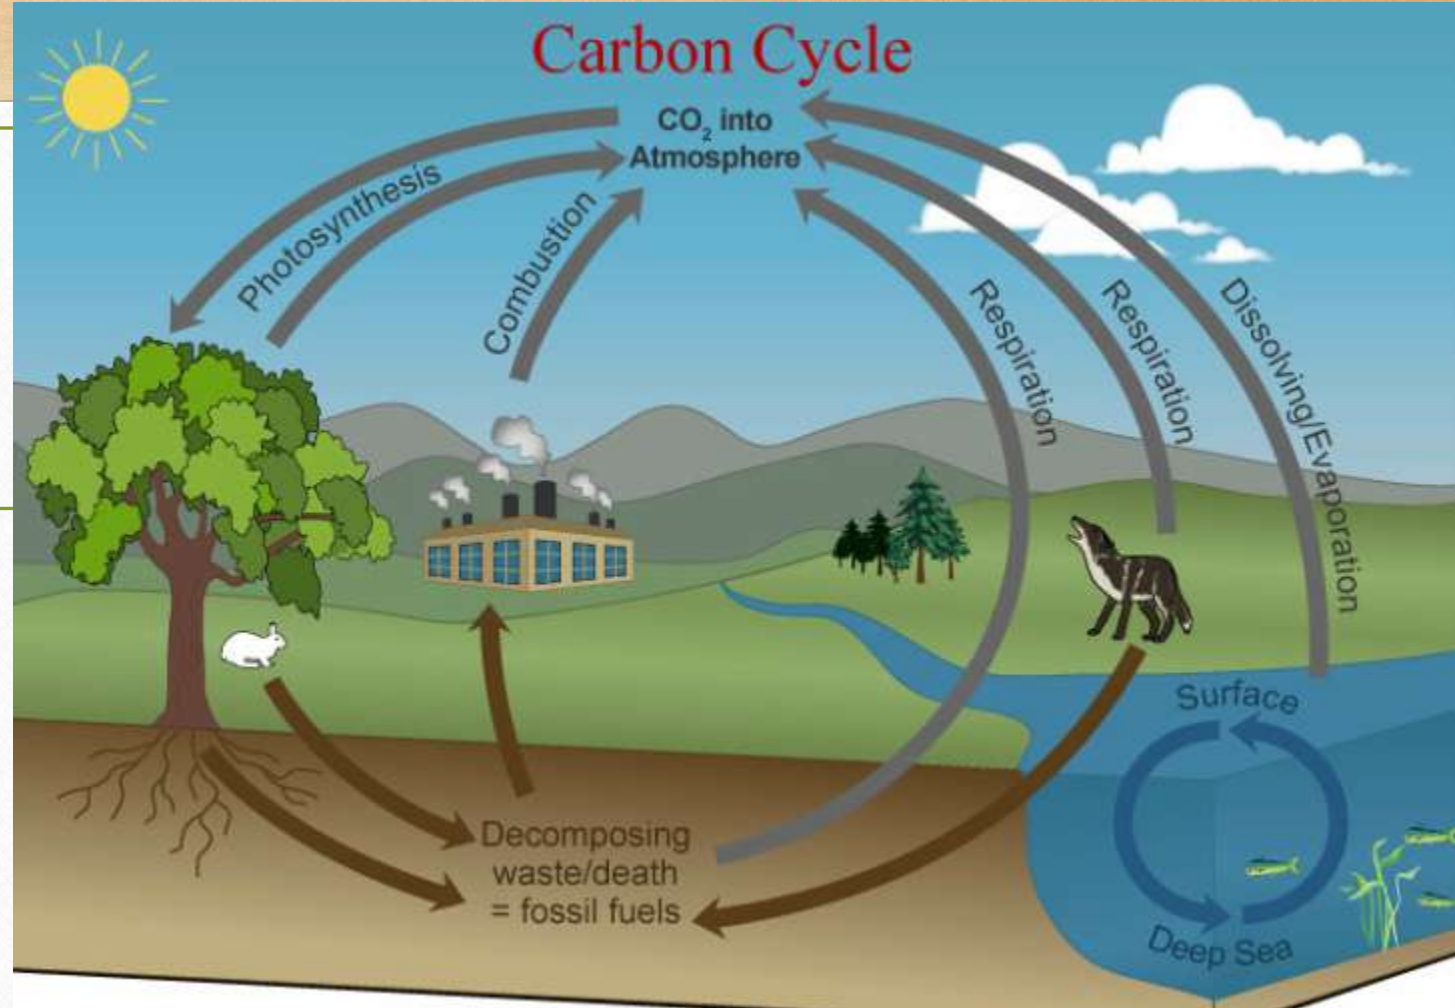 Carbon Cycle
CO₂ into
Atmosphere
Photosynthesis
Combustion
Respiration
Respiration
Dissolving/Evaporation
Surface
Deep Sea
Decomposing
waste/death
= fossil fuels